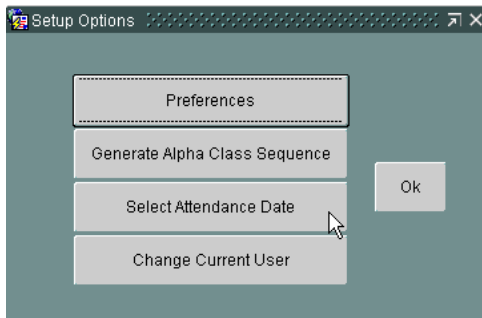 Setup Options
Preferences
Generate Alpha Class Sequence
Select Attendance Date
Ok
Change Current User